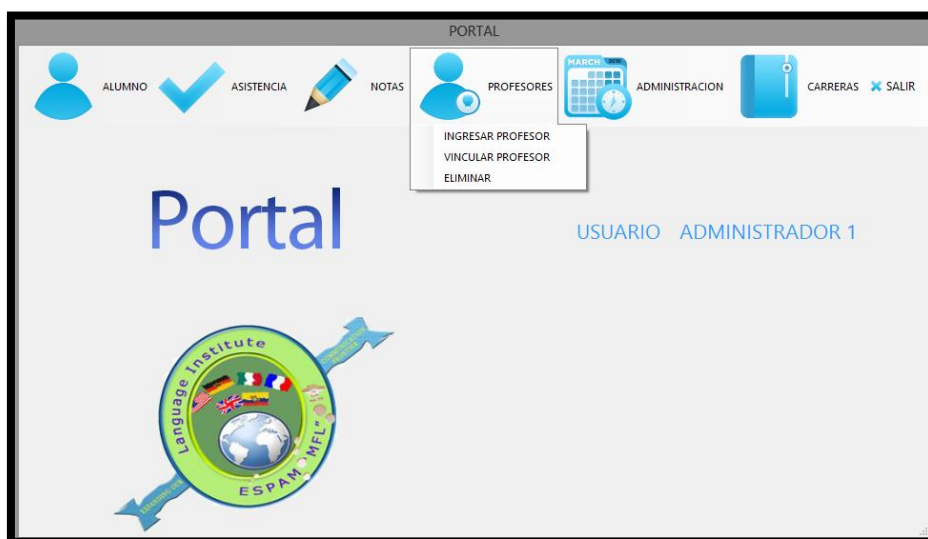 PORTAL
ALUMNO ASISTENCIA NOTAS PROFESORES MARCH 2010 ADMINISTRACION CARRERAS SALIR
INGRESAR PROFESOR
VINCULAR PROFESOR
ELIMINAR
Portal
USUARIO ADMINISTRADOR 1
Language Institute
ESPAM "MFL"